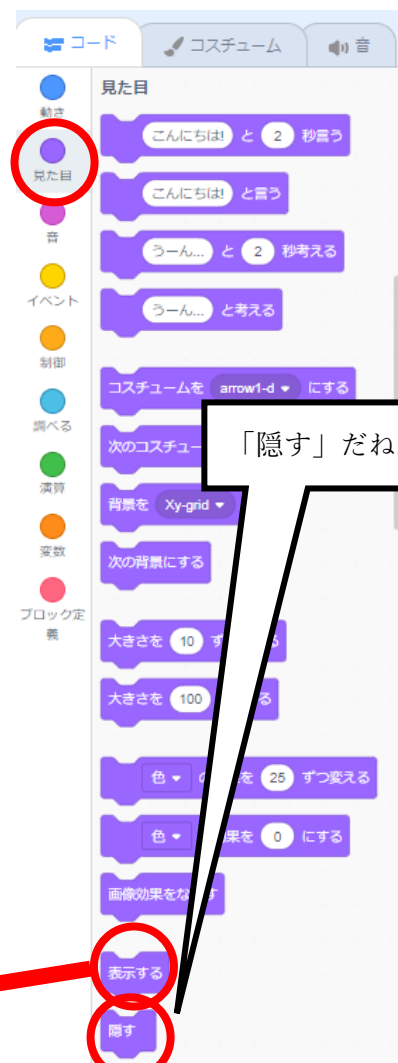 コード コスチューム 音
動き
見た目
音
イベント
制御
調べる
演算
変数
ブロック定
義
見た目
こんにちは! と 2 秒言う
こんにちは! と言う
うーん... と 2 秒考える
うーん... と考える
コスチュームを arrow1-d にする
次のコスチュー
背景を Xy-grid
次の背景にする
大きさを 10 ず る
大きさを 100 る
色 を 25 ずつ変える
色 果を 0 にする
画像効果をな す
表示する
隠す
「隠す」だね